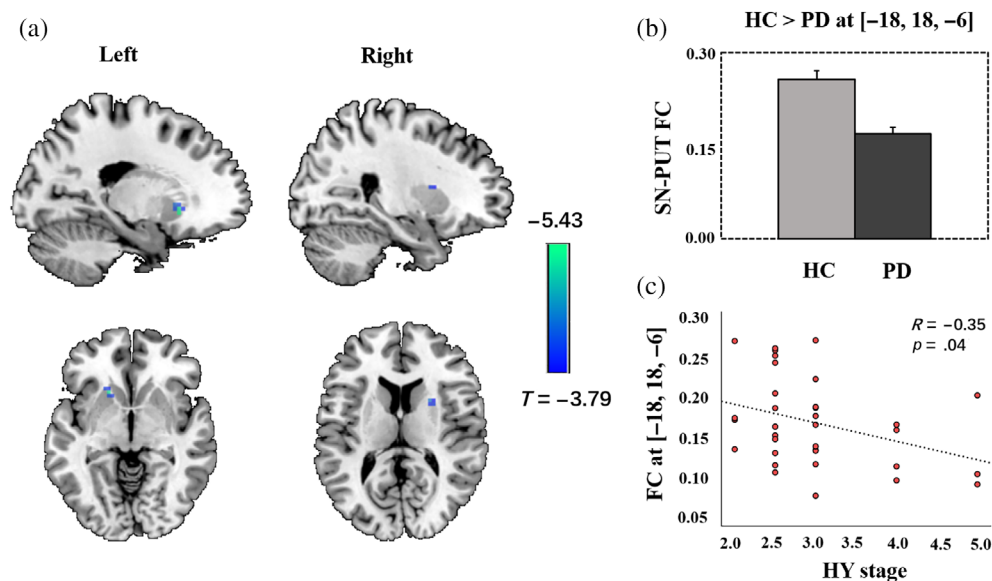 (a)
Left
Right
−5.43
T = −3.79
(b)
HC > PD at [−18, 18, −6]
0.30
0.15
0.00
SN-PUT FC
HC
PD
(c)
0.30
0.25
0.20
0.15
0.10
0.05
FC at [−18, 18, −6]
R = −0.35
p = .04
2.0 2.5 3.0 3.5 4.0 4.5 5.0
HY stage